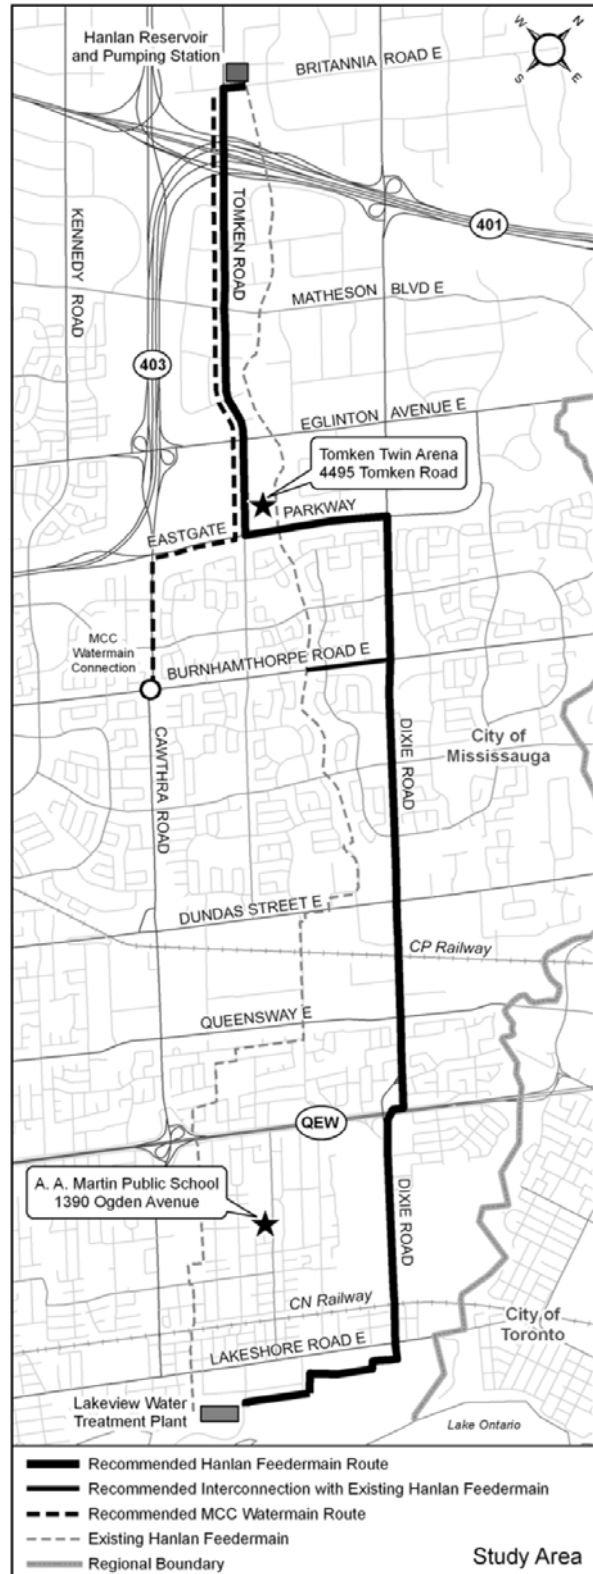 Hanlan Reservoir
and Pumping Station
BRITANNIA ROAD E
W
N
S
E
KENNEDY ROAD
TOMKEN ROAD
401
MATHESON BLVD E
403
EGLINTON AVENUE E
Tomken Twin Arena
4495 Tomken Road
EASTGATE PARKWAY
MCC
Watermain
Connection
BURNHAMTHORPE ROAD E
CAWTHRA ROAD
DIXIE ROAD
City of
Mississauga
DUNDAS STREET E
CP Railway
QUEENSWAY E
QEW
A. A. Martin Public School
1390 Ogden Avenue
DIXIE ROAD
CN Railway
City of
Toronto
LAKESHORE ROAD E
Lakeview Water
Treatment Plant
Lake Ontario
Recommended Hanlan Feedermain Route
Recommended Interconnection with Existing Hanlan Feedermain
Recommended MCC Watermain Route
Existing Hanlan Feedermain
Regional Boundary
Study Area